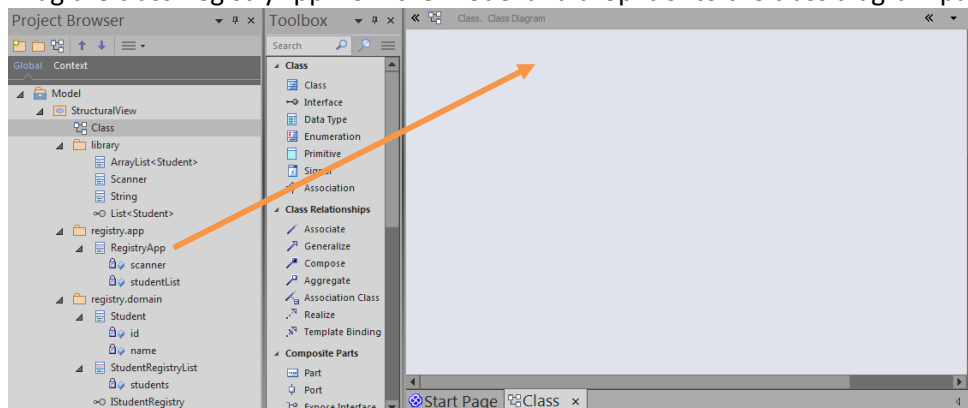 Project Browser
Global Context
Model
StructuralView
Class
library
ArrayList<Student>
Scanner
String
List<Student>
registry.app
RegistryApp
scanner
studentList
registry.domain
Student
id
name
StudentRegistryList
students
IStudentRegistry
Toolbox
Search
Class
Class
Interface
Data Type
Enumeration
Primitive
Association
Class Relationships
Associate
Generalize
Compose
Aggregate
Association Class
Realize
Template Binding
Composite Parts
Part
Port
Expose Interface
Class. Class Diagram
Start Page Class